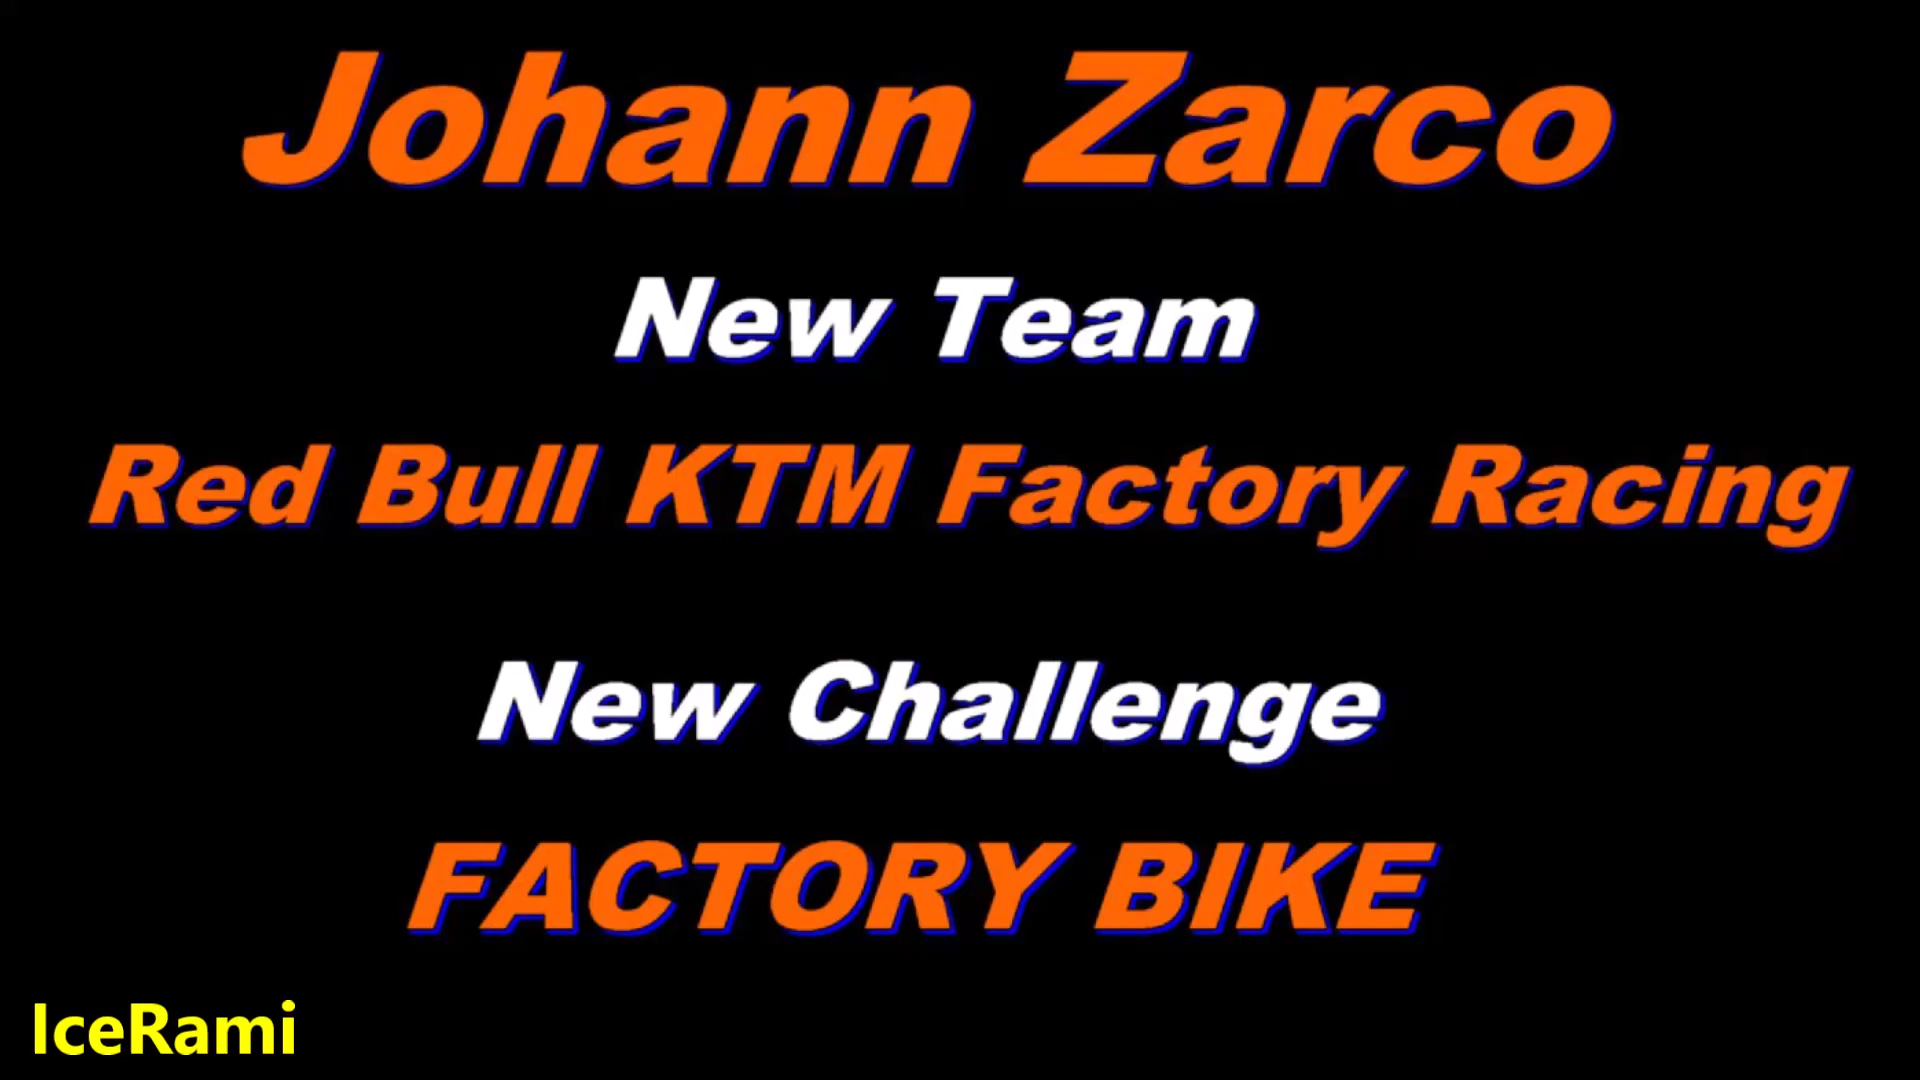 Johann Zarco
New Team
Red Bull KTM Factory Racing
New Challenge
FACTORY BIKE
IceRami